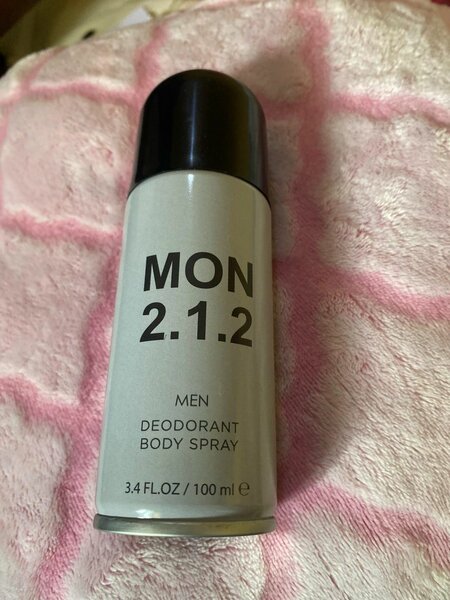 MON
2.1.2
MEN
DEODORANT
BODY SPRAY
3.4 FL.OZ / 100 ml ℮